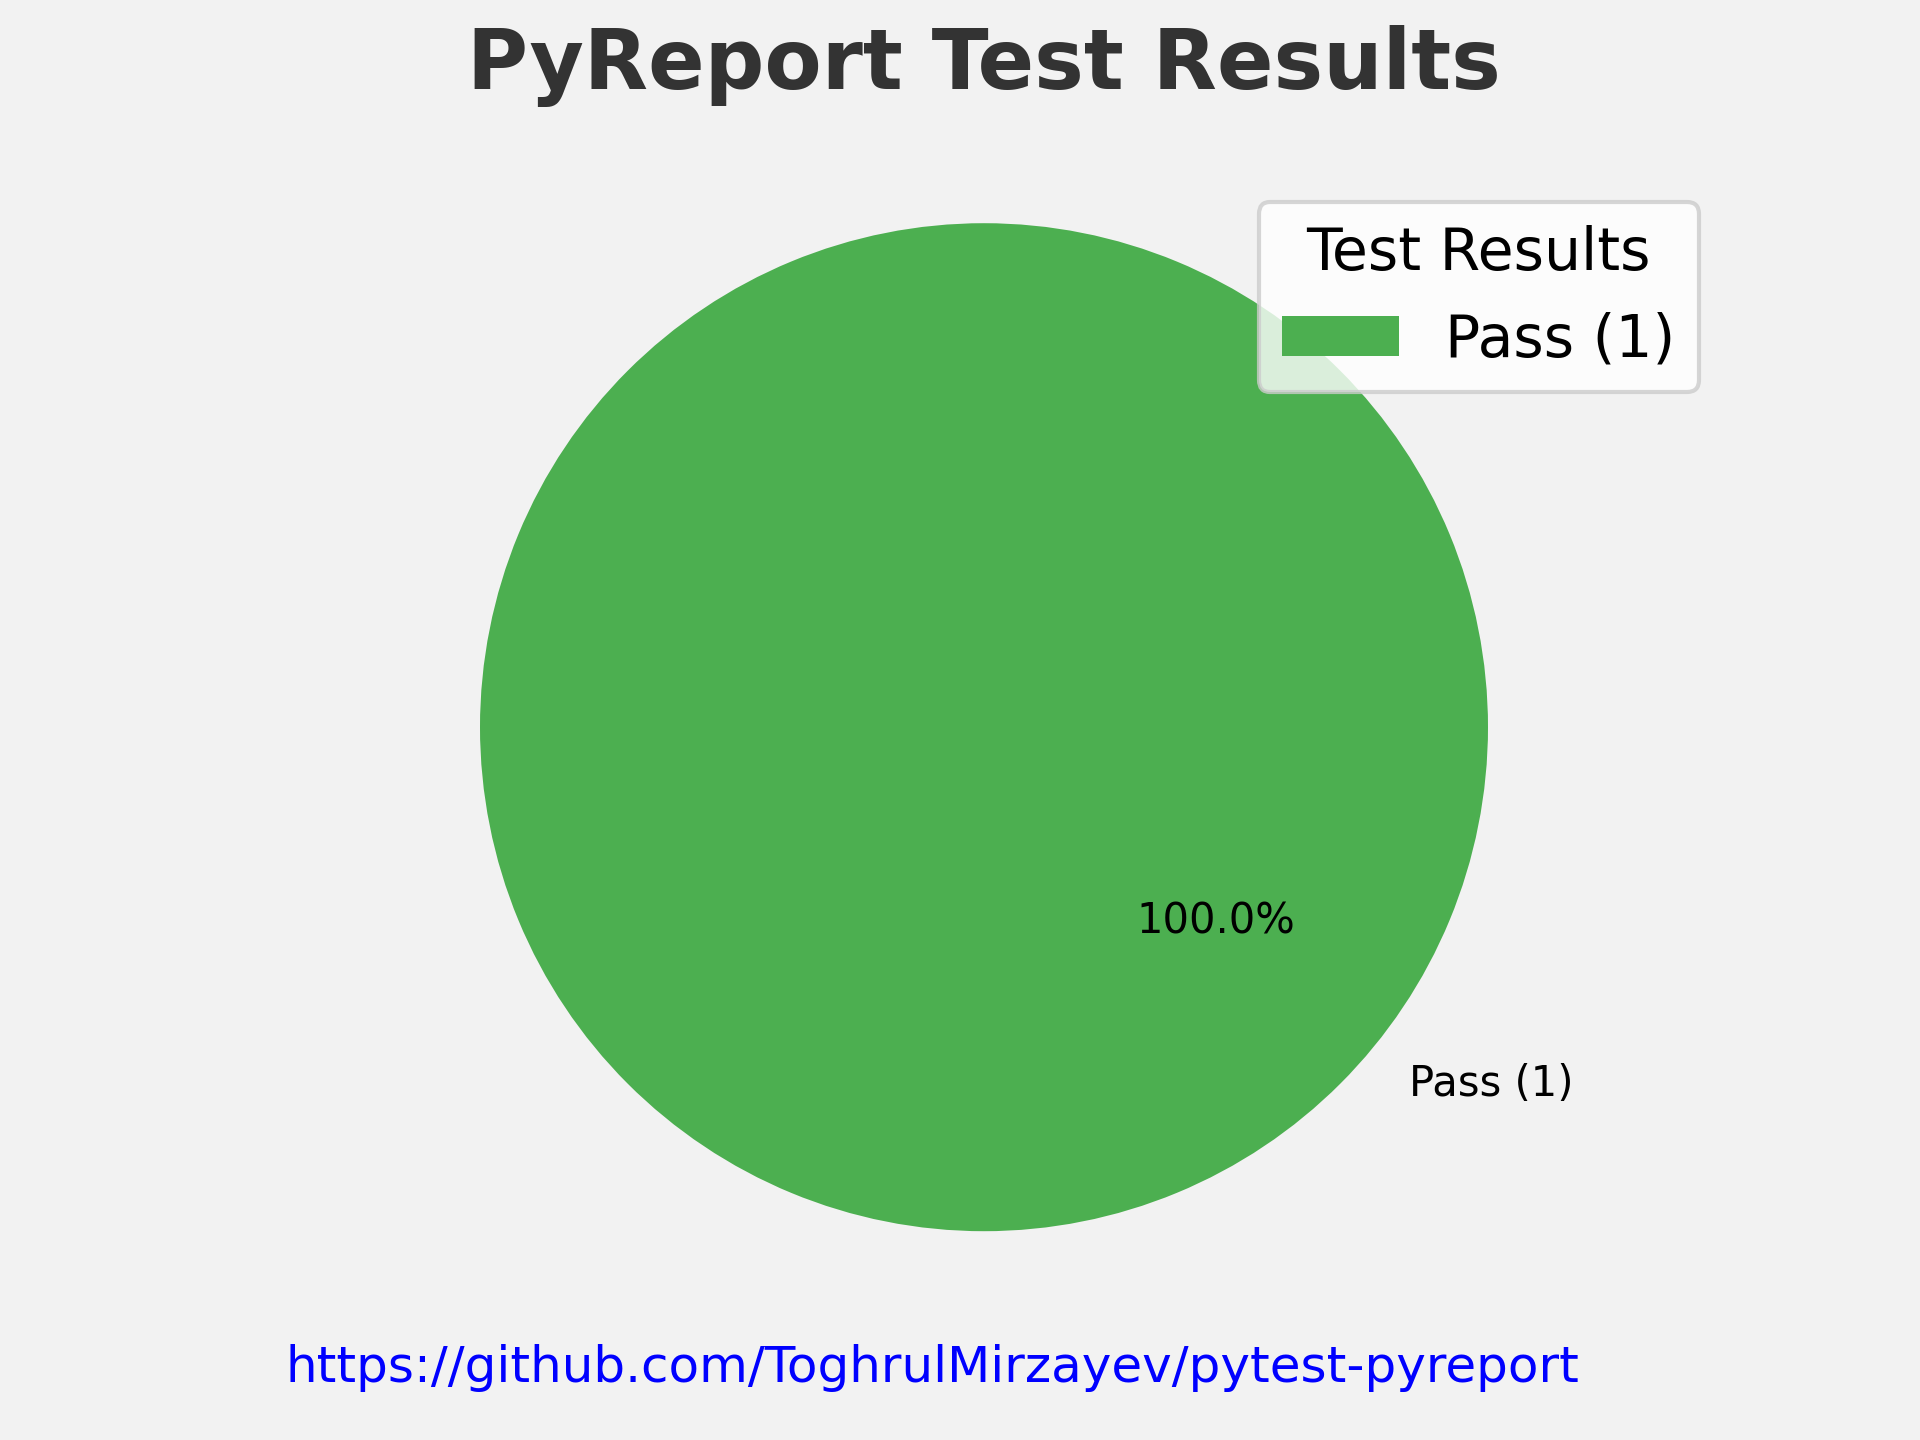 PyReport Test Results
Test Results
Pass (1)
100.0%
Pass (1)
https://github.com/ToghrulMirzayev/pytest-pyreport